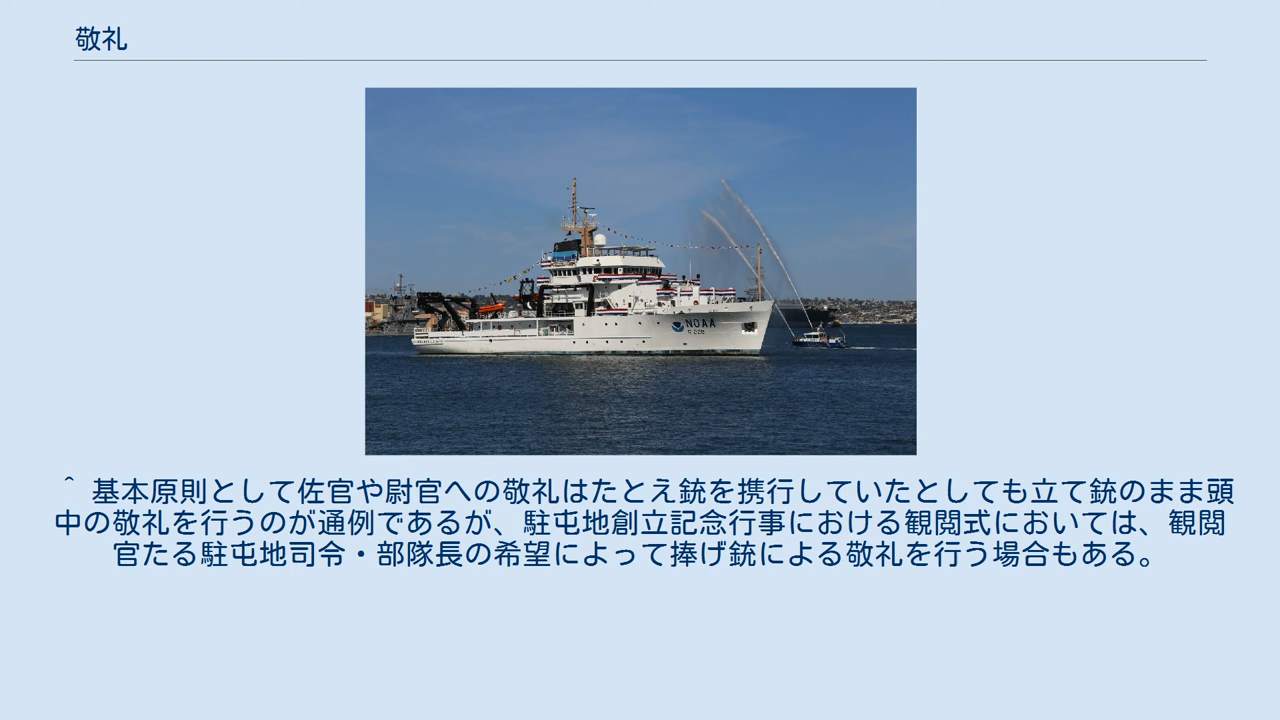 敬礼
NOAA
R 228
＾ 基本原則として佐官や尉官への敬礼はたとえ銃を携行していたとしても立て銃のまま頭
中の敬礼を行うのが通例であるが、駐屯地創立記念行事における観閲式においては、観閲
官たる駐屯地司令・部隊長の希望によって捧げ銃による敬礼を行う場合もある。